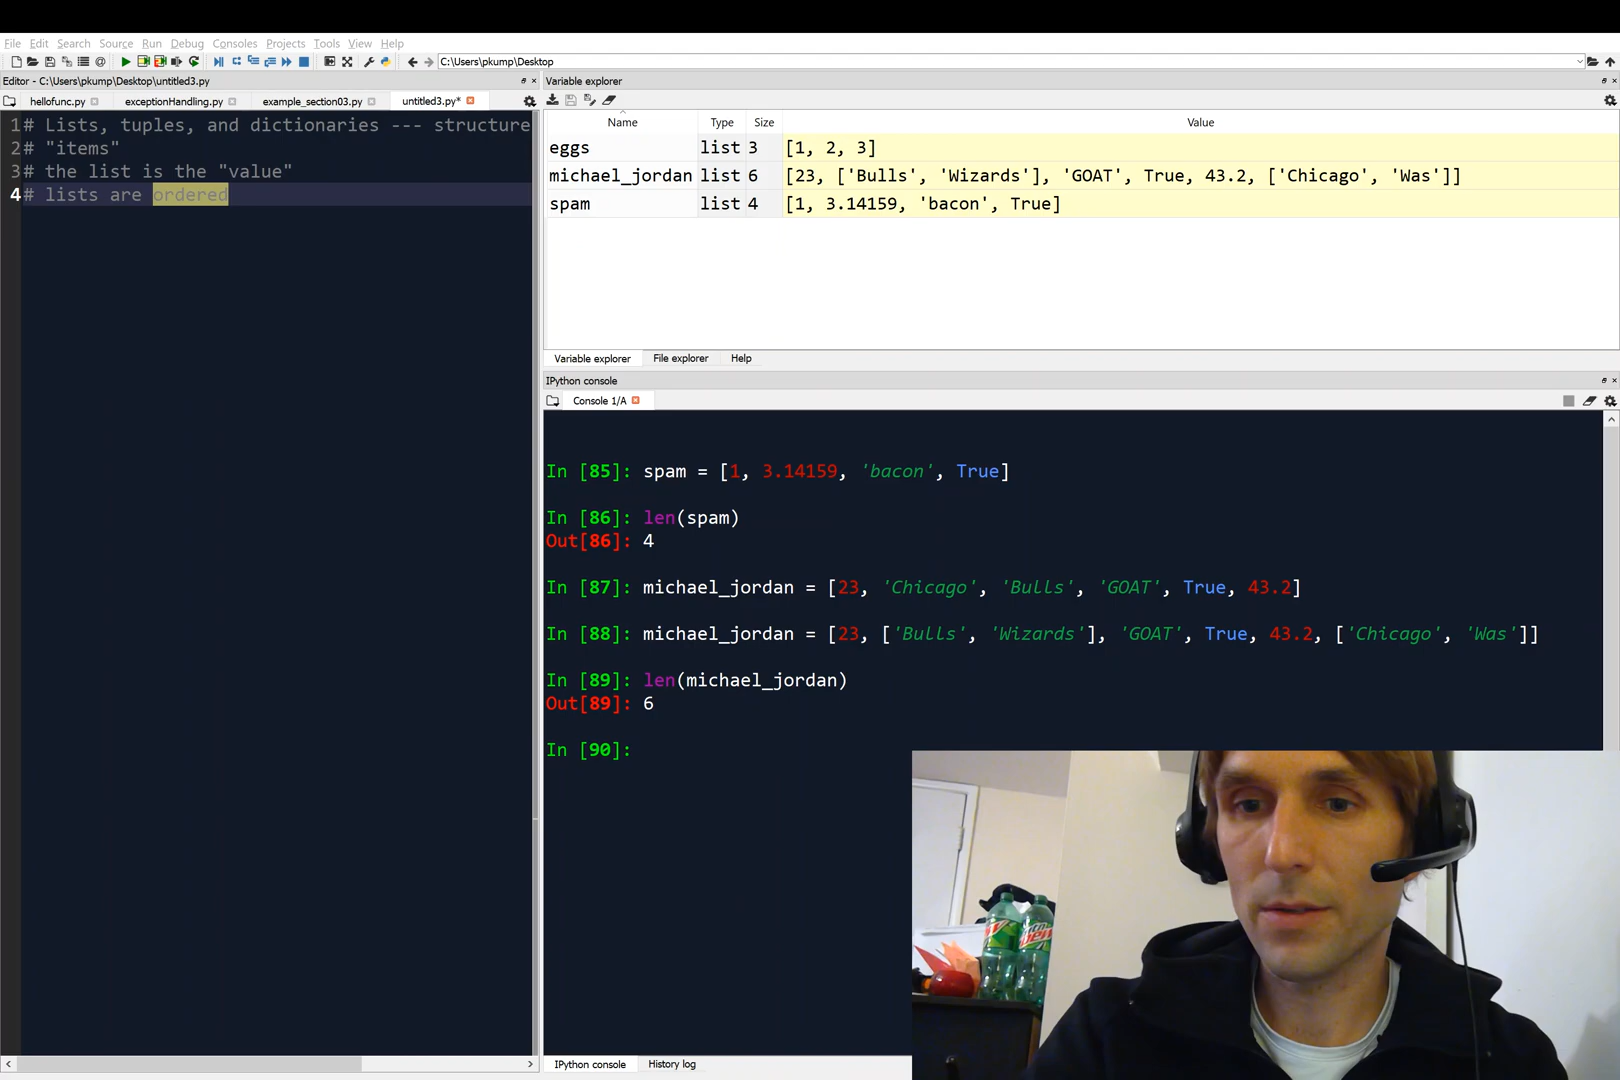 File Edit Search Source Run Debug Consoles Projects Tools View Help
C:\Users\pkump\Desktop
Editor - C:\Users\pkump\Desktop\untitled3.py
hellofunc.py exceptionHandling.py example_section03.py untitled3.py*
1 # Lists, tuples, and dictionaries --- structure
2 # "items"
3 # the list is the "value"
4 # lists are ordered
Variable explorer
Name Type Size Value
eggs list 3 [1, 2, 3]
michael_jordan list 6 [23, ['Bulls', 'Wizards'], 'GOAT', True, 43.2, ['Chicago', 'Was']]
spam list 4 [1, 3.14159, 'bacon', True]
Variable explorer File explorer Help
IPython console
Console 1/A
In [85]: spam = [1, 3.14159, 'bacon', True]
In [86]: len(spam)
Out[86]: 4
In [87]: michael_jordan = [23, 'Chicago', 'Bulls', 'GOAT', True, 43.2]
In [88]: michael_jordan = [23, ['Bulls', 'Wizards'], 'GOAT', True, 43.2, ['Chicago', 'Was']]
In [89]: len(michael_jordan)
Out[89]: 6
In [90]:
IPython console History log